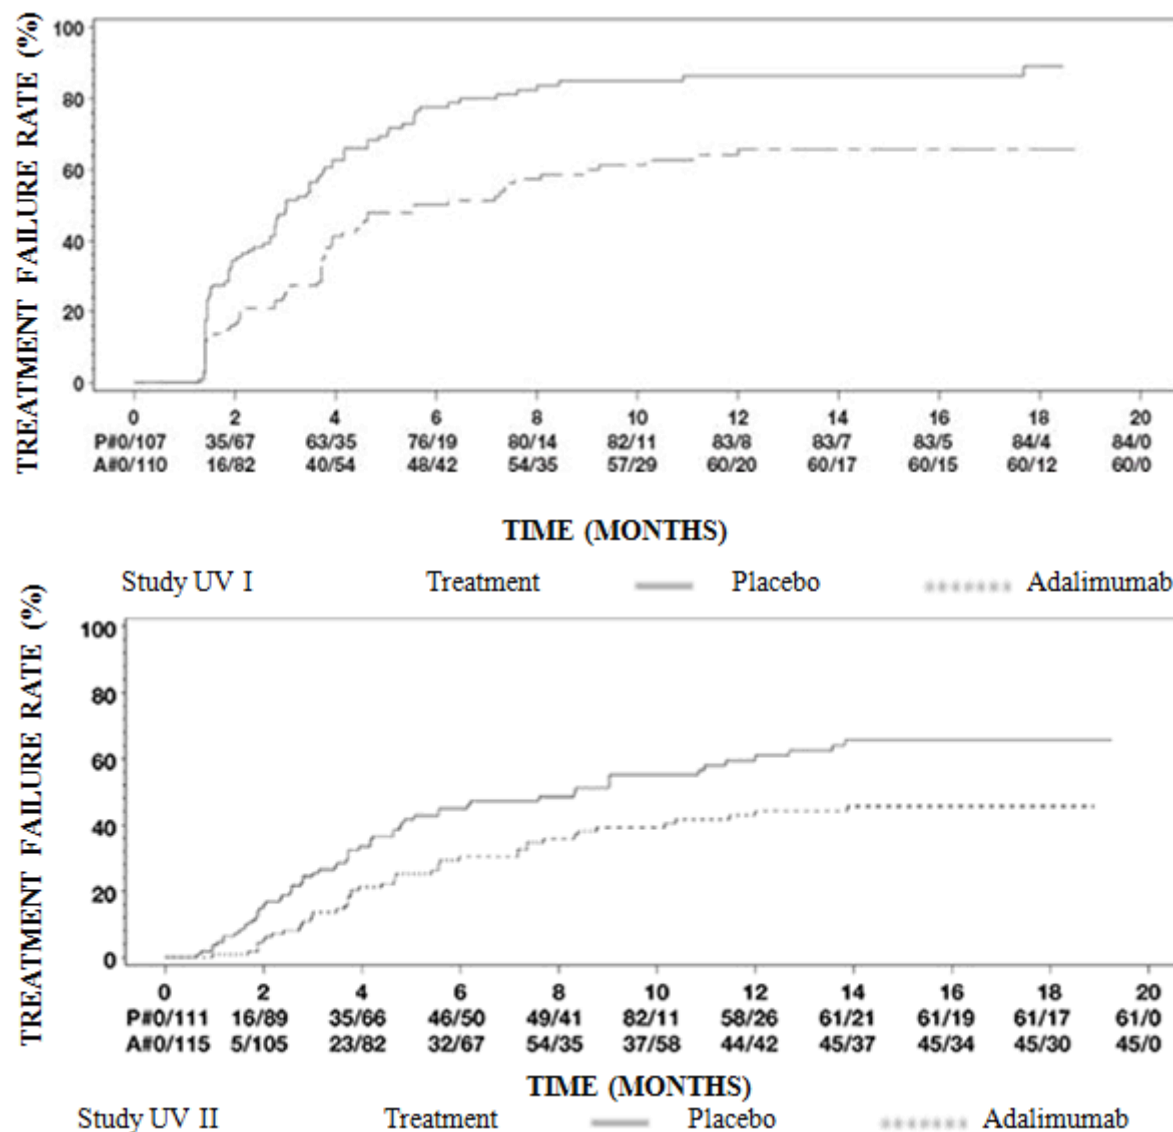 TREATMENT FAILURE RATE (%)
100
80
60
40
20
0
0 2 4 6 8 10 12 14 16 18 20
P#0/107 35/67 63/35 76/19 80/14 82/11 83/8 83/7 83/5 84/4 84/0
A#0/110 16/82 40/54 48/42 54/35 57/29 60/20 60/17 60/15 60/12 60/0
TIME (MONTHS)
Study UV I Treatment Placebo Adalimumab
TREATMENT FAILURE RATE (%)
100
80
60
40
20
0
0 2 4 6 8 10 12 14 16 18 20
P#0/111 16/89 35/66 46/50 49/41 82/11 58/26 61/21 61/19 61/17 61/0
A#0/115 5/105 23/82 32/67 54/35 37/58 44/42 45/37 45/34 45/30 45/0
TIME (MONTHS)
Study UV II Treatment Placebo Adalimumab